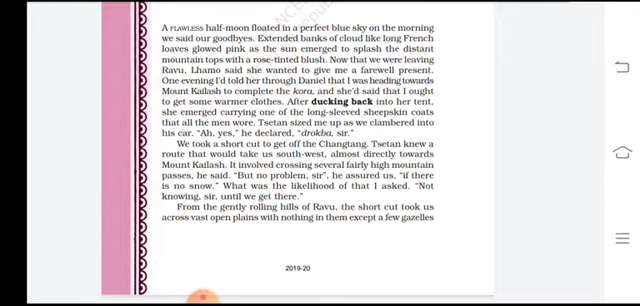 A FLAWLESS half-moon floated in a perfect blue sky on the morning
we said our goodbyes. Extended banks of cloud like long French
loaves glowed pink as the sun emerged to splash the distant
mountain tops with a rose-tinted blush. Now that we were leaving
Ravu, Lhamo said she wanted to give me a farewell present.
One evening I'd told her through Daniel that I was heading towards
Mount Kailash to complete the kora, and she'd said that I ought
to get some warmer clothes. After ducking back into her tent,
she emerged carrying one of the long-sleeved sheepskin coats
that all the men wore. Tsetan sized me up as we clambered into
his car. "Ah, yes," he declared, "drokba, sir."
We took a short cut to get off the Changtang. Tsetan knew a
route that would take us south-west, almost directly towards
Mount Kailash. It involved crossing several fairly high mountain
passes, he said. "But no problem, sir", he assured us, "if there
is no snow." What was the likelihood of that I asked. "Not
knowing, sir, until we get there."
From the gently rolling hills of Ravu, the short cut took us
across vast open plains with nothing in them except a few gazelles
2019-20